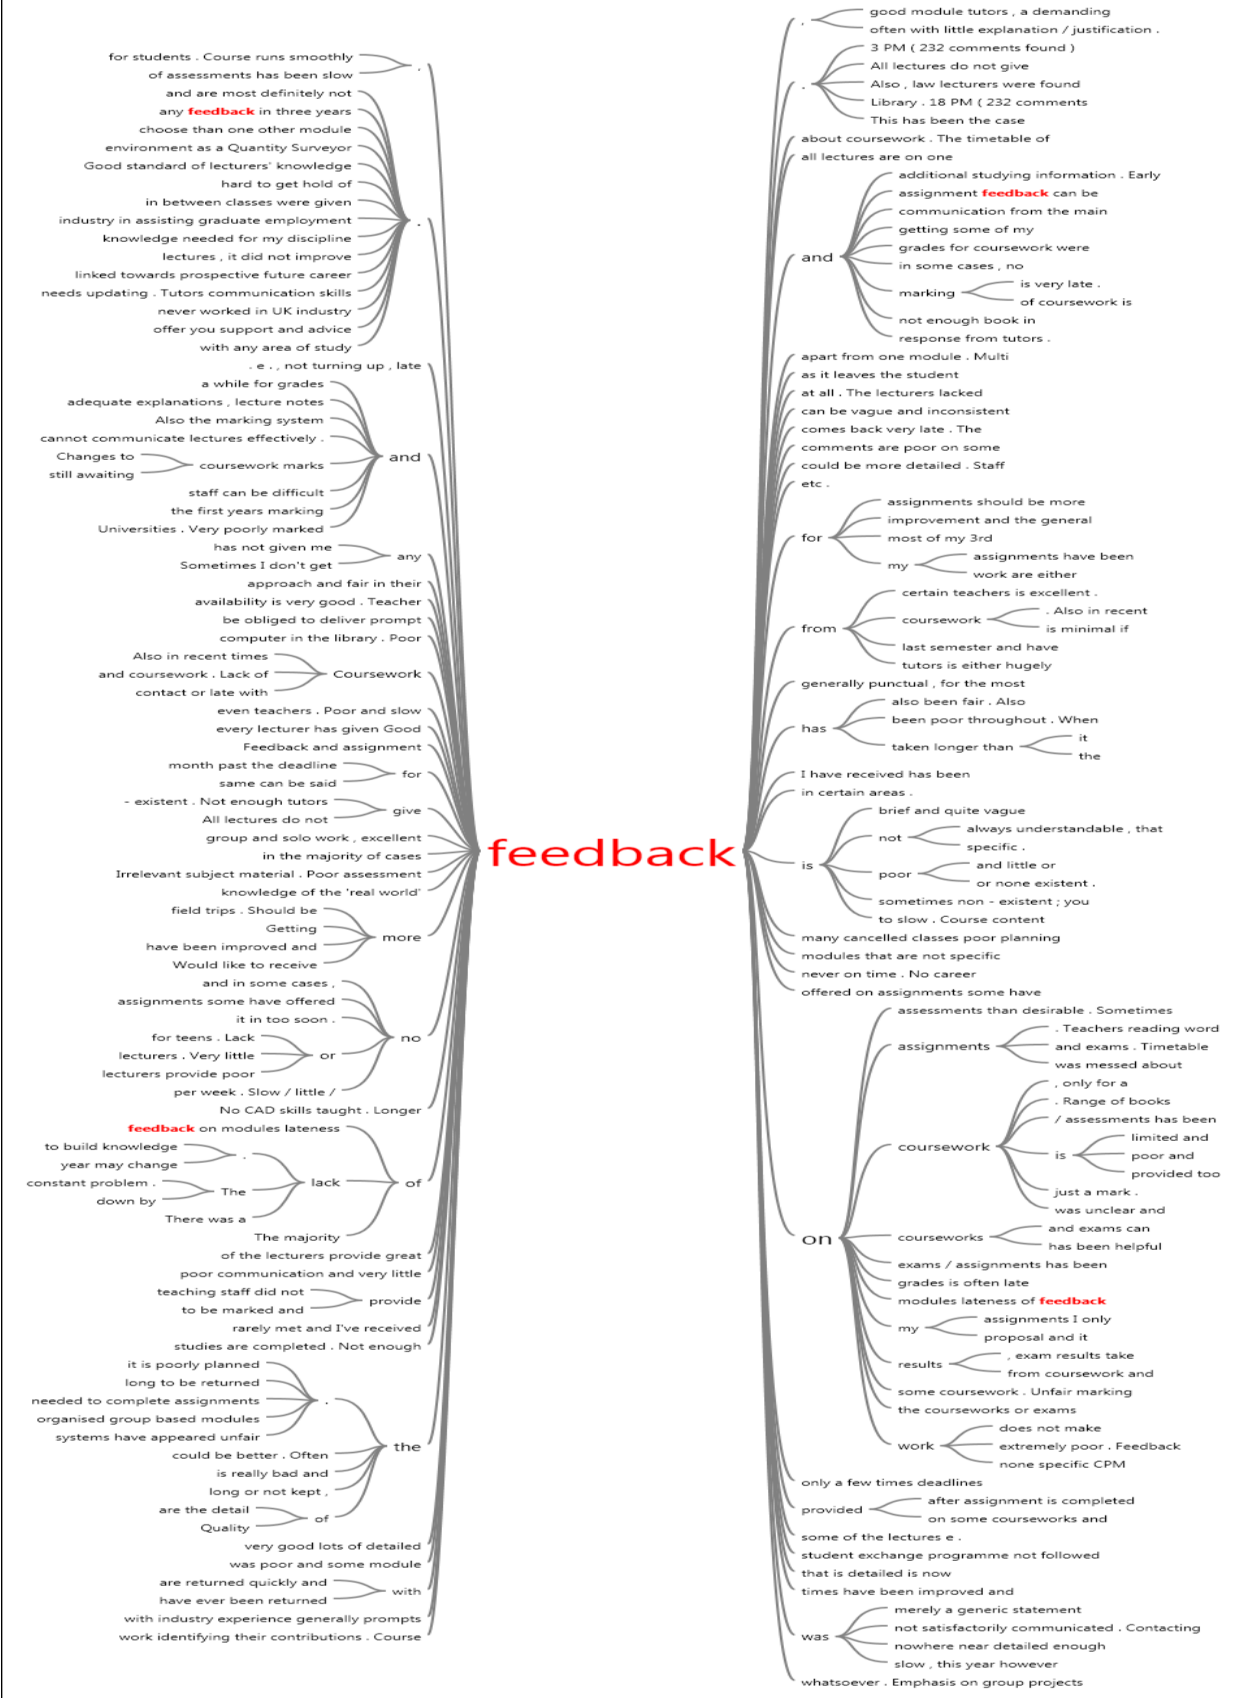 for students . Course runs smoothly
of assessments has been slow
.
and are most definitely not
any feedback in three years
choose than one other module
environment as a Quantity Surveyor
Good standard of lecturers' knowledge
hard to get hold of
in between classes were given
industry in assisting graduate employment
.
knowledge needed for my discipline
lectures , it did not improve
linked towards prospective future career
needs updating . Tutors communication skills
never worked in UK industry
offer you support and advice
with any area of study
. e . , not turning up , late
a while for grades
adequate explanations , lecture notes
Also the marking system
cannot communicate lectures effectively .
and
Changes to
still awaiting
coursework marks
staff can be difficult
the first years marking
Universities . Very poorly marked
has not given me
Sometimes I don't get
any
approach and fair in their
availability is very good . Teacher
be obliged to deliver prompt
computer in the library . Poor
Also in recent times
and coursework . Lack of
contact or late with
Coursework
even teachers . Poor and slow
every lecturer has given Good
Feedback and assignment
month past the deadline
same can be said
for
- existent . Not enough tutors
All lectures do not
give
group and solo work , excellent
in the majority of cases
Irrelevant subject material . Poor assessment
knowledge of the 'real world'
field trips . Should be
Getting
have been improved and
Would like to receive
more
and in some cases ,
assignments some have offered
it in too soon .
for teens . Lack
lecturers . Very little
lecturers provide poor
or
no
per week . Slow / little /
No CAD skills taught . Longer
feedback on modules lateness
to build knowledge
year may change
.
constant problem .
down by
The
lack
of
There was a
The majority
of the lecturers provide great
poor communication and very little
teaching staff did not
to be marked and
provide
rarely met and I've received
studies are completed . Not enough
it is poorly planned
long to be returned
needed to complete assignments
organised group based modules
systems have appeared unfair
.
could be better . Often
the
is really bad and
long or not kept ,
are the detail
Quality
of
very good lots of detailed
was poor and some module
are returned quickly and
have ever been returned
with
with industry experience generally prompts
work identifying their contributions . Course
feedback
,
good module tutors , a demanding
often with little explanation / justification .
.
3 PM ( 232 comments found )
All lectures do not give
Also , law lecturers were found
Library . 18 PM ( 232 comments
This has been the case
about coursework . The timetable of
all lectures are on one
and
additional studying information . Early
assignment feedback can be
communication from the main
getting some of my
grades for coursework were
in some cases , no
marking
is very late .
of coursework is
not enough book in
response from tutors .
apart from one module . Multi
as it leaves the student
at all . The lecturers lacked
can be vague and inconsistent
comes back very late . The
comments are poor on some
could be more detailed . Staff
etc .
for
assignments should be more
improvement and the general
most of my 3rd
my
assignments have been
work are either
from
certain teachers is excellent .
coursework
. Also in recent
is minimal if
last semester and have
tutors is either hugely
generally punctual , for the most
has
also been fair . Also
been poor throughout . When
taken longer than
it
the
I have received has been
in certain areas .
is
brief and quite vague
not
always understandable , that
specific .
poor
and little or
or none existent .
sometimes non - existent ; you
to slow . Course content
many cancelled classes poor planning
modules that are not specific
never on time . No career
offered on assignments some have
on
assessments than desirable . Sometimes
assignments
. Teachers reading word
and exams . Timetable
was messed about
coursework
, only for a
. Range of books
/ assessments has been
is
limited and
poor and
provided too
just a mark .
was unclear and
courseworks
and exams can
has been helpful
exams / assignments has been
grades is often late
modules lateness of feedback
my
assignments I only
proposal and it
results
, exam results take
from coursework and
some coursework . Unfair marking
the courseworks or exams
work
does not make
extremely poor . Feedback
none specific CPM
only a few times deadlines
provided
after assignment is completed
on some courseworks and
some of the lectures e .
student exchange programme not followed
that is detailed is now
times have been improved and
was
merely a generic statement
not satisfactorily communicated . Contacting
nowhere near detailed enough
slow , this year however
whatsoever . Emphasis on group projects